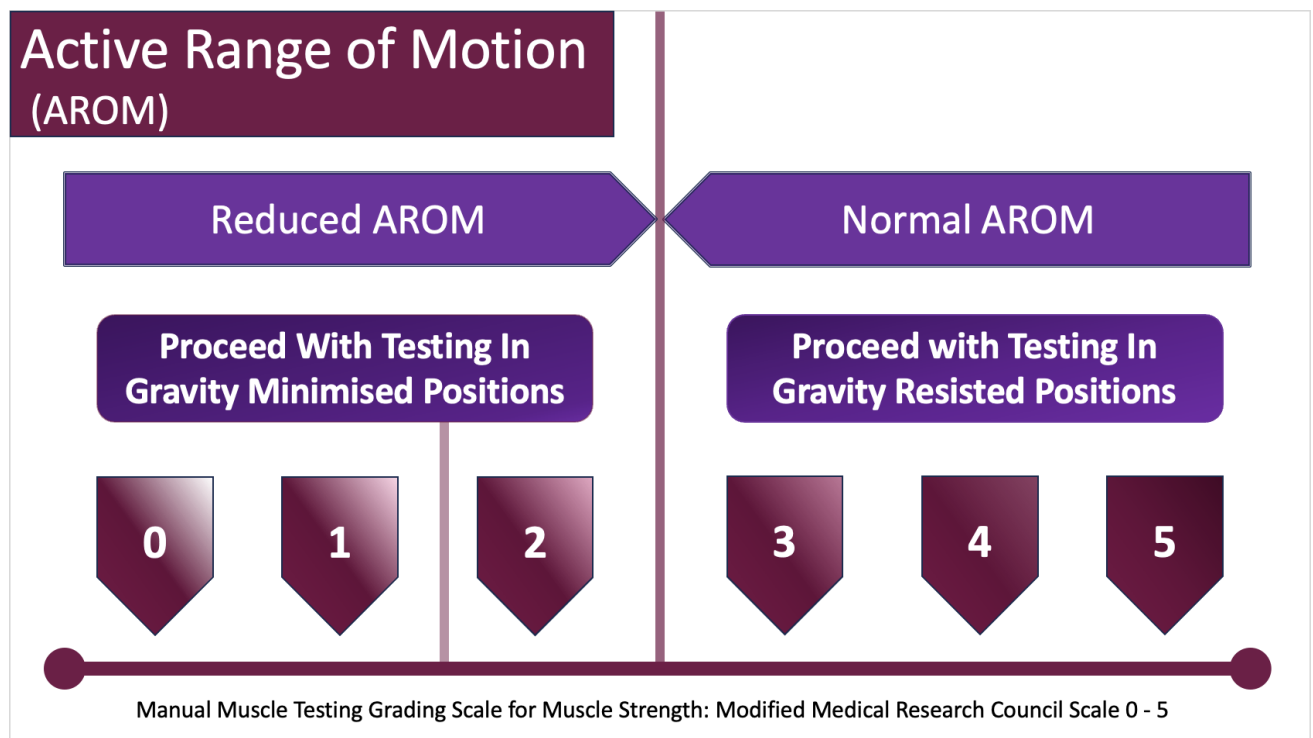 Active Range of Motion
(AROM)
Reduced AROM
Normal AROM
Proceed With Testing In
Gravity Minimised Positions
Proceed with Testing In
Gravity Resisted Positions
0
1
2
3
4
5
Manual Muscle Testing Grading Scale for Muscle Strength: Modified Medical Research Council Scale 0 - 5